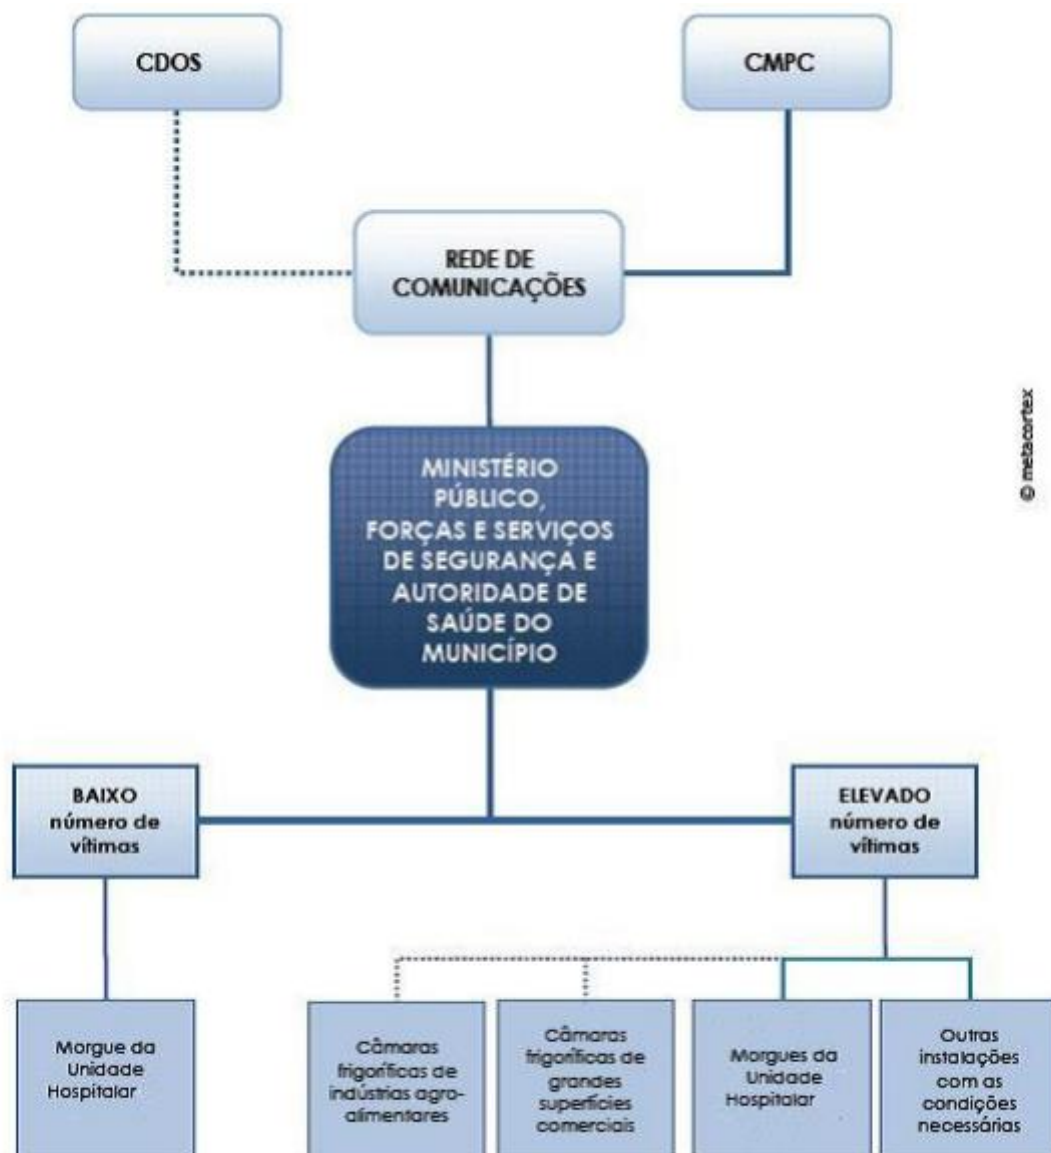 CDOS
CMPC
REDE DE
COMUNICAÇÕES
© metacortex
MINISTÉRIO
PÚBLICO,
FORÇAS E SERVIÇOS
DE SEGURANÇA E
AUTORIDADE DE
SAÚDE DO
MUNICÍPIO
BAIXO
número de
vítimas
ELEVADO
número de
vítimas
Morgue da
Unidade
Hospitalar
Câmaras
frigoríficas de
indústrias agro-
alimentares
Câmaras
frigoríficas de
grandes
superfícies
comerciais
Morgues da
Unidade
Hospitalar
Outras
instalações
com as
condições
necessárias